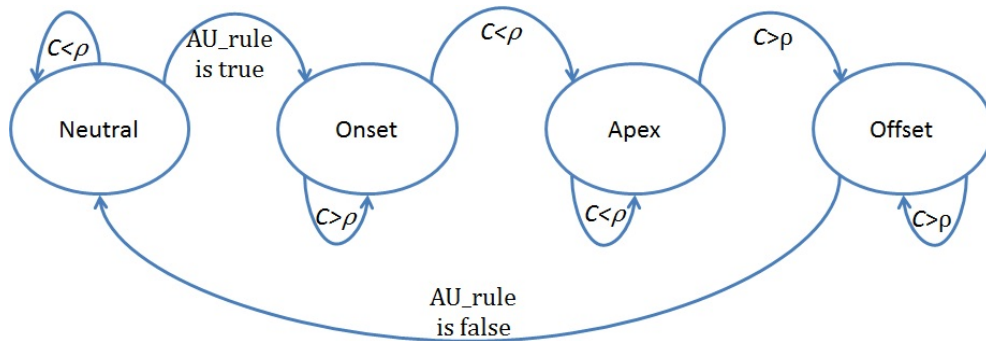 C<ρ
AU_rule
is true
C<ρ
C>ρ
Neutral
Onset
Apex
Offset
C>ρ
C<ρ
C>ρ
AU_rule
is false